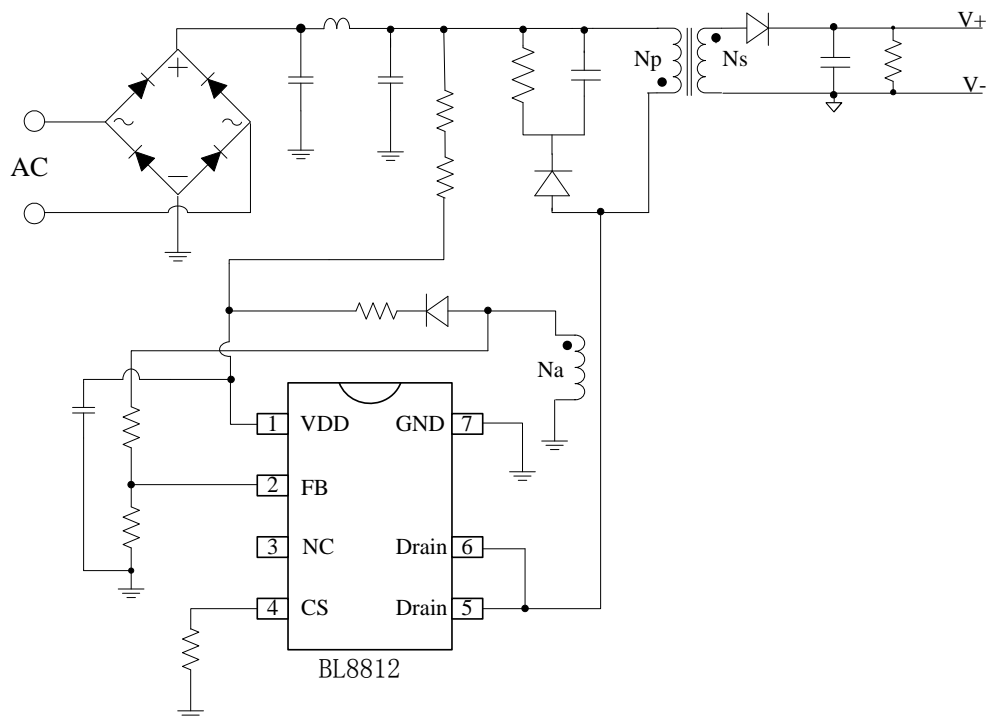 V+
Np
Ns
V-
+
~
~
AC
−
Na
1
VDD
GND
7
2
FB
3
NC
Drain
6
4
CS
Drain
5
BL8812